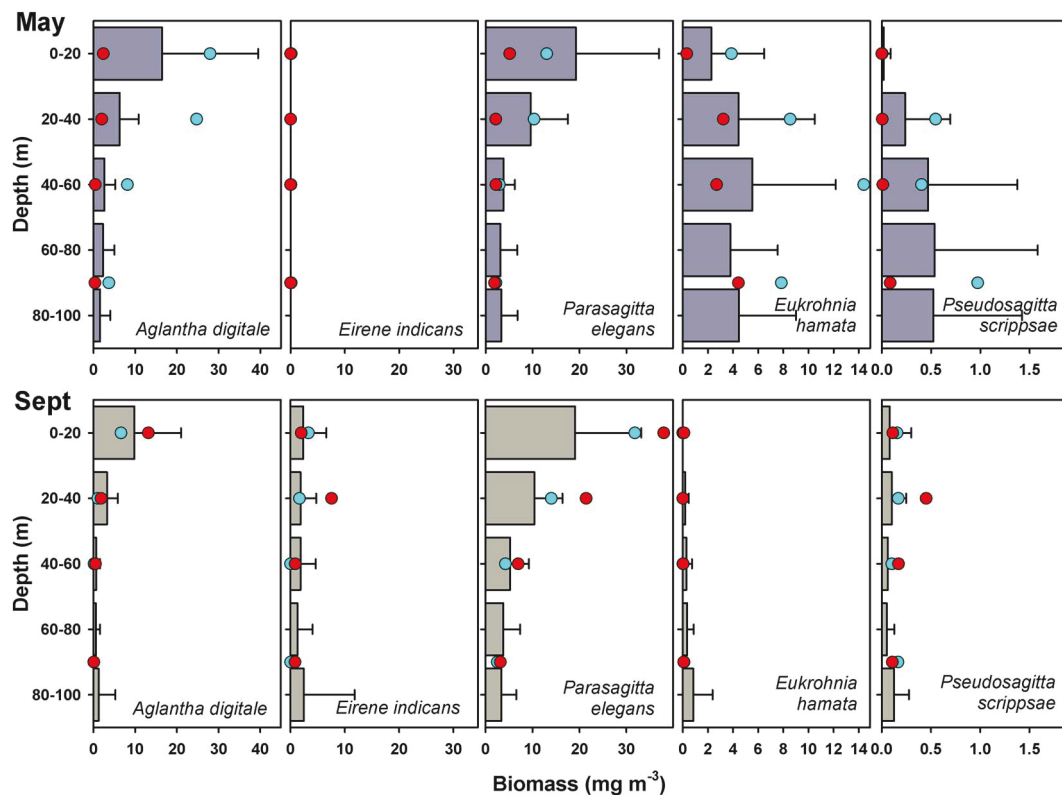 May
Depth (m)
0-20
20-40
40-60
60-80
80-100
Aglantha digitale
Eirene indicans
Parasagitta
elegans
Eukrohnia
hamata
Pseudosagitta
scrippsae
0 10 20 30 40
0 10 20 30
0 10 20 30
0 2 4 6 8 10 12 14
0.0 0.5 1.0 1.5
Sept
Depth (m)
0-20
20-40
40-60
60-80
80-100
Aglantha digitale
Eirene indicans
Parasagitta
elegans
Eukrohnia
hamata
Pseudosagitta
scrippsae
0 10 20 30 40
0 10 20 30
0 10 20 30
0 2 4 6 8 10 12 14
0.0 0.5 1.0 1.5
Biomass (mg m⁻³)